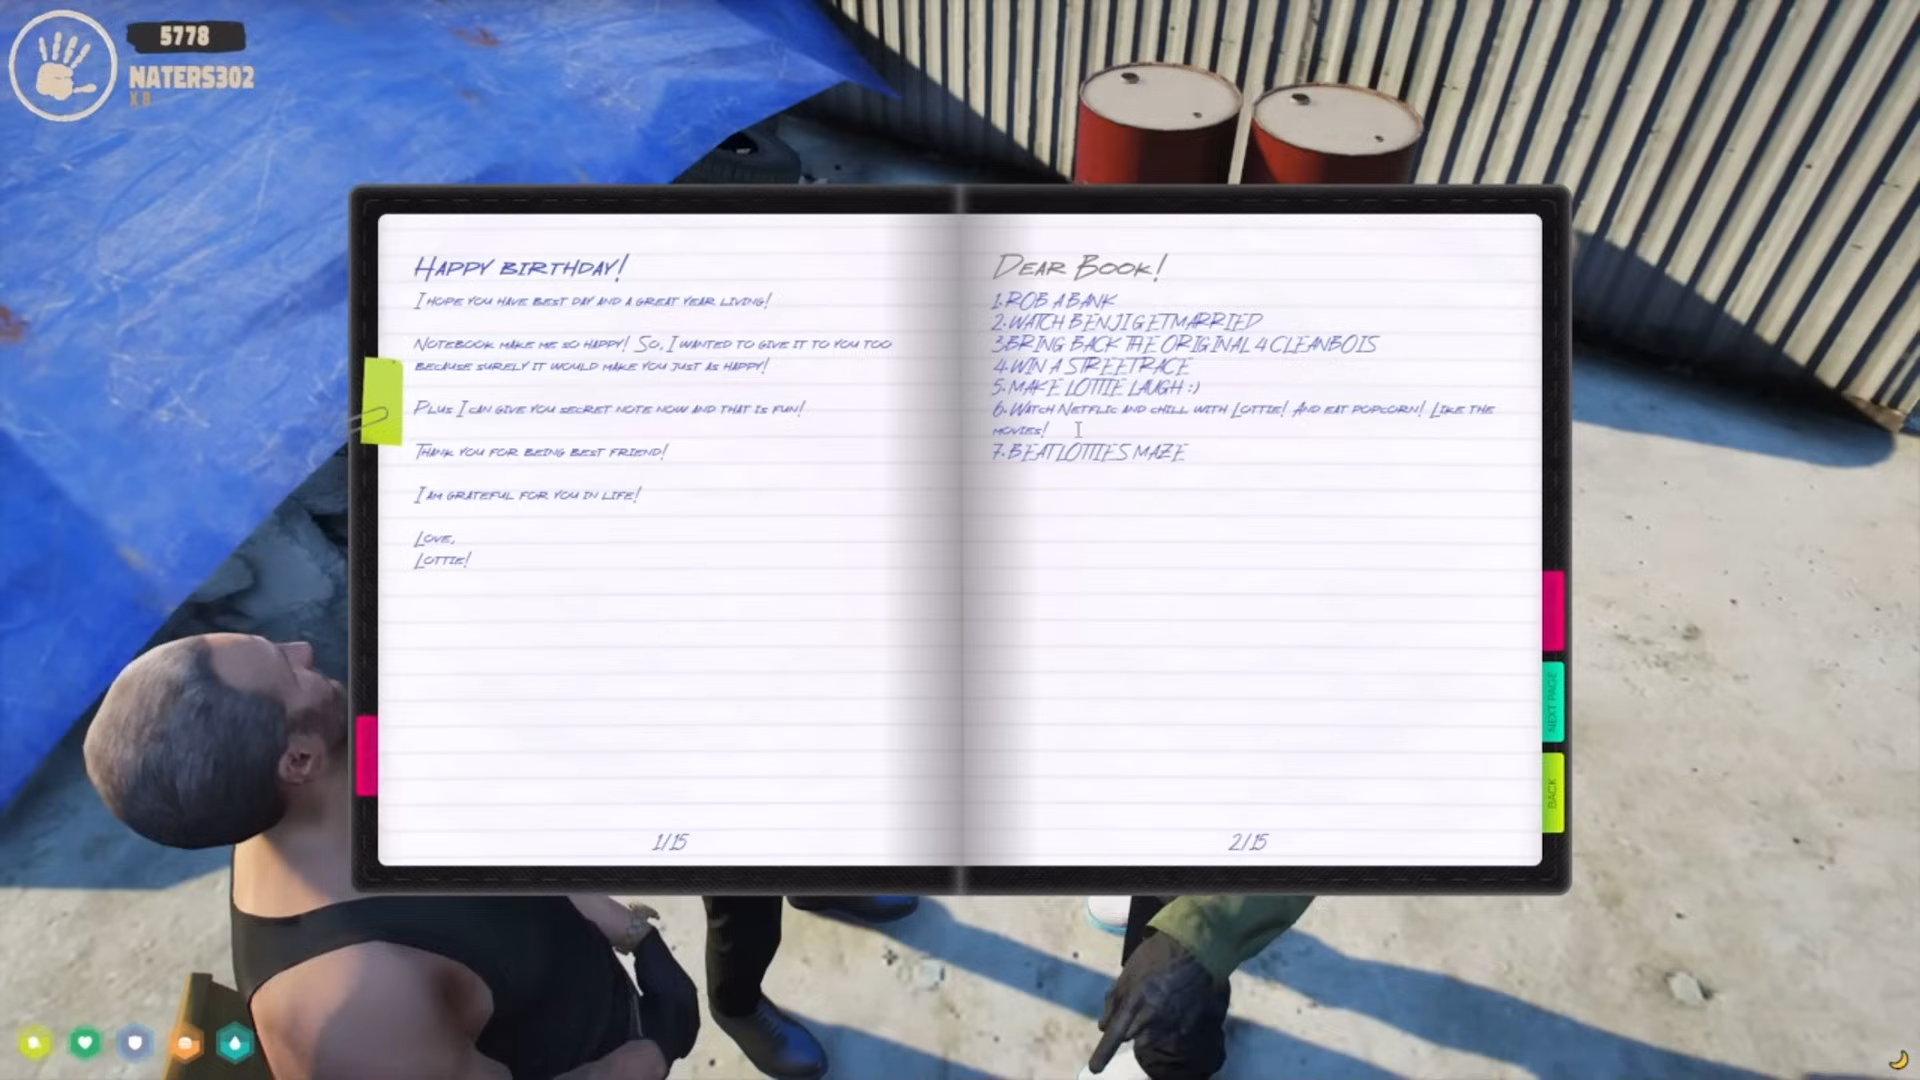 5778
NATERS302
X 8
HAPPY BIRTHDAY!
I HOPE YOU HAVE BEST DAY AND A GREAT YEAR LIVING!
NOTEBOOK MAKE ME SO HAPPY! SO, I WANTED TO GIVE IT TO YOU TOO
BECAUSE SURELY IT WOULD MAKE YOU JUST AS HAPPY!
PLUS I CAN GIVE YOU SECRET NOTE NOW AND THAT IS FUN!
THANK YOU FOR BEING BEST FRIEND!
I AM GRATEFUL FOR YOU IN LIFE!
LOVE,
LOTTIE!
1/15
DEAR BOOK!
1. ROB A BANK
2. WATCH BENJI GET MARRIED
3.BRING BACK THE ORIGINAL 4 CLEANBOIS
4. WIN A STREET RACE
5. MAKE LOTTIE LAUGH :)
6. WATCH NETFLIC AND CHILL WITH LOTTIE! AND EAT POPCORN! LIKE THE
MOVIES!
7. BEAT LOTTIES MAZE
2/15
NEXT PAGE
BACK